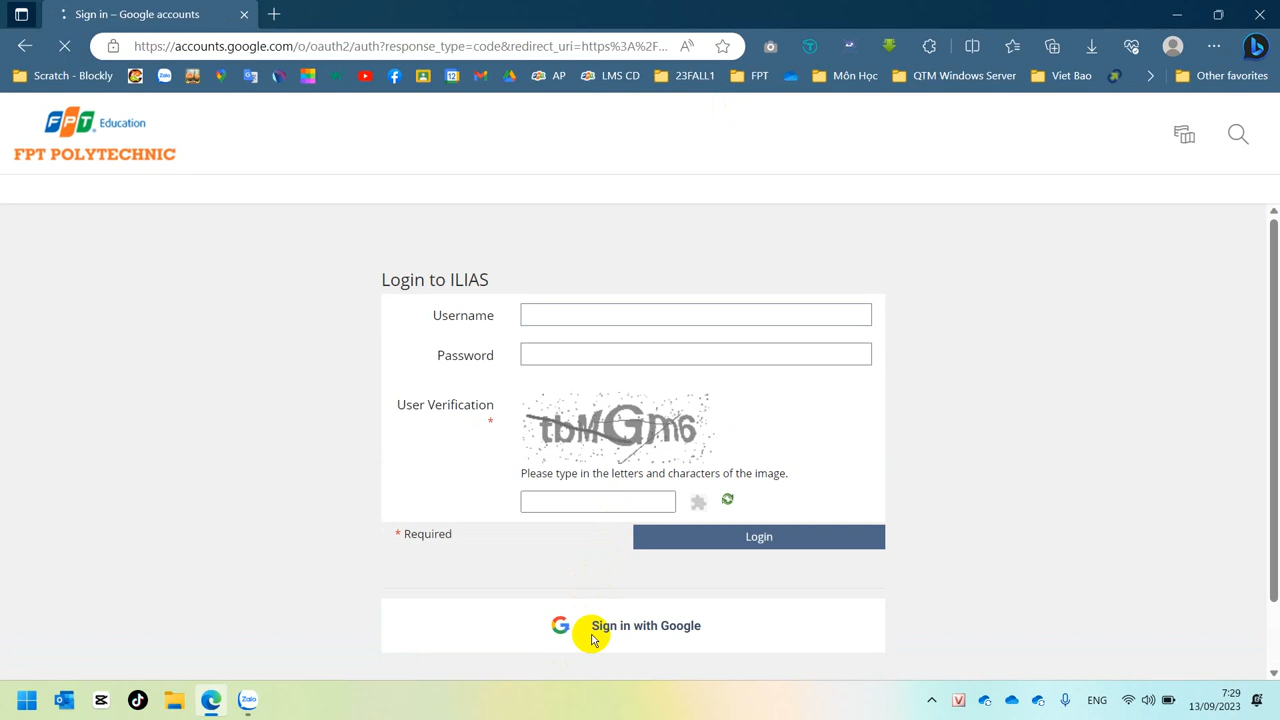 Sign in – Google accounts
https://accounts.google.com/o/oauth2/auth?response_type=code&redirect_uri=https%3A%2F...
Scratch - Blockly
AP
LMS CD
23FALL1
FPT
Môn Học
QTM Windows Server
Viet Bao
Other favorites
FPT Education
FPT POLYTECHNIC
Login to ILIAS
Username
Password
User Verification
*
tbMGm6
Please type in the letters and characters of the image.
* Required
Login
Sign in with Google
Zalo
ENG
7:29
13/09/2023